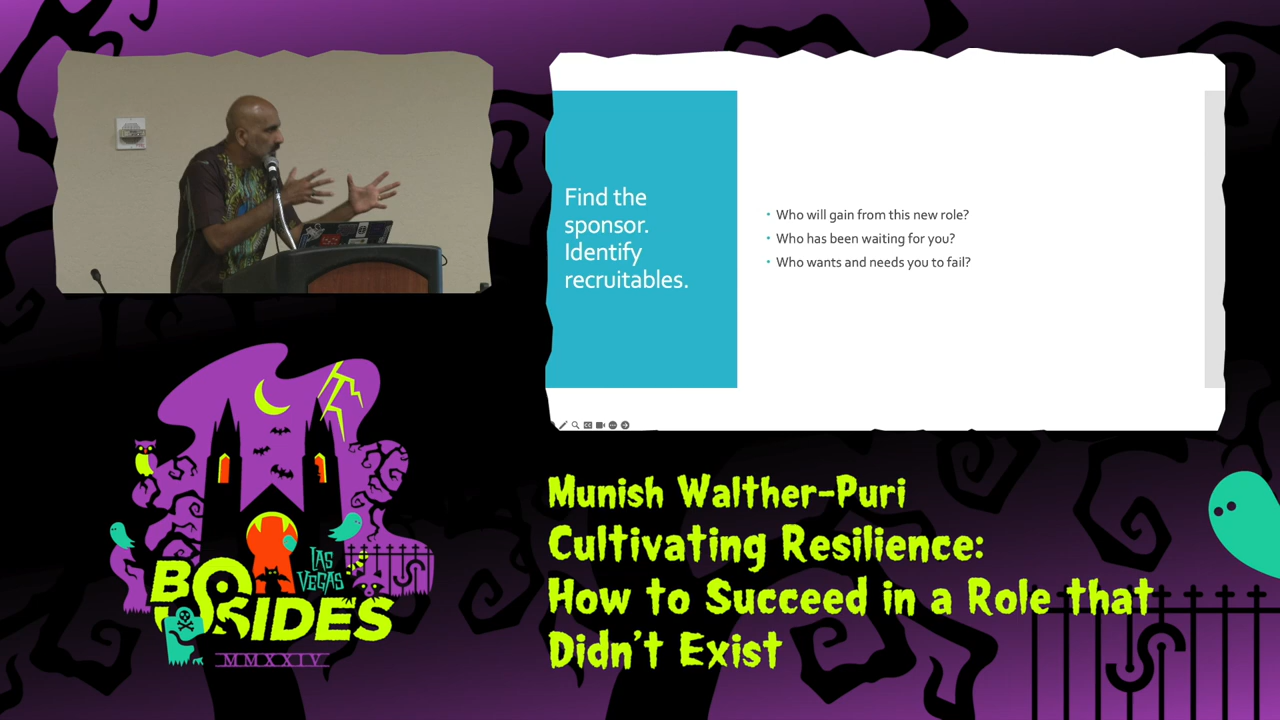 Find the
sponsor.
Identify
recruitables.
• Who will gain from this new role?
• Who has been waiting for you?
• Who wants and needs you to fail?
Munish Walther-Puri
Cultivating Resilience:
How to Succeed in a Role that
Didn't Exist
LAS
VEGAS
BSIDES
MMXXIV